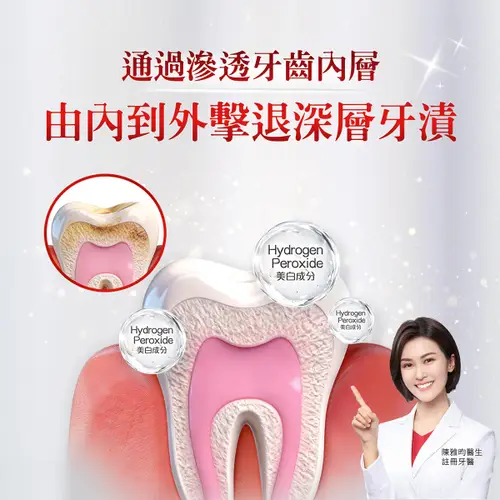 通過滲透牙齒內層
由內到外擊退深層牙漬
Hydrogen
Peroxide
美白成分
Hydrogen
Peroxide
美白成分
Hydrogen
Peroxide
美白成分
陳雅昀醫生
註冊牙醫